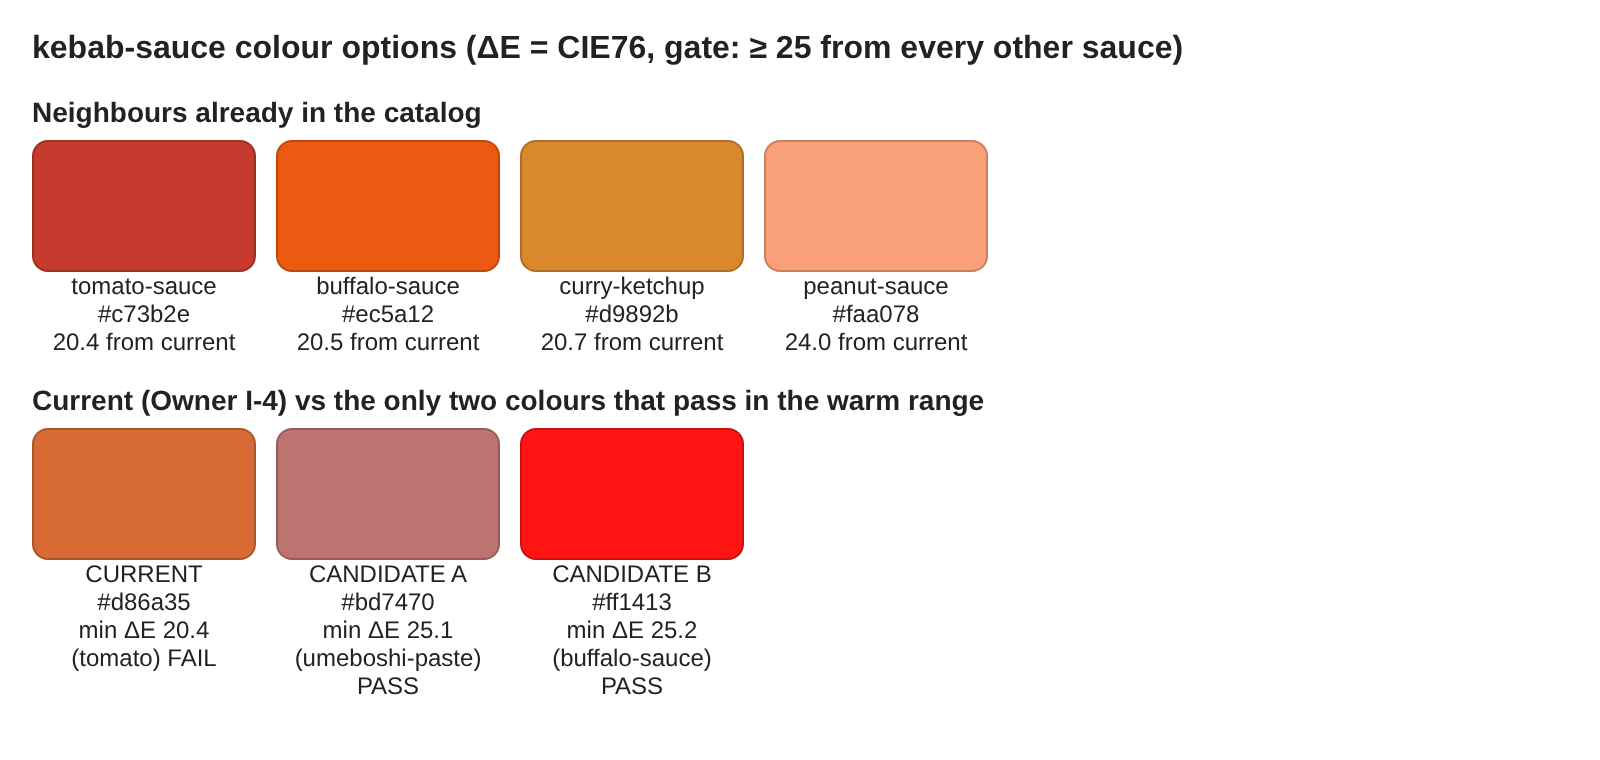 kebab-sauce colour options (ΔE = CIE76, gate: ≥ 25 from every other sauce)
Neighbours already in the catalog
tomato-sauce
#c73b2e
20.4 from current
buffalo-sauce
#ec5a12
20.5 from current
curry-ketchup
#d9892b
20.7 from current
peanut-sauce
#faa078
24.0 from current
Current (Owner I-4) vs the only two colours that pass in the warm range
CURRENT
#d86a35
min ΔE 20.4
(tomato) FAIL
CANDIDATE A
#bd7470
min ΔE 25.1
(umeboshi-paste)
PASS
CANDIDATE B
#ff1413
min ΔE 25.2
(buffalo-sauce)
PASS